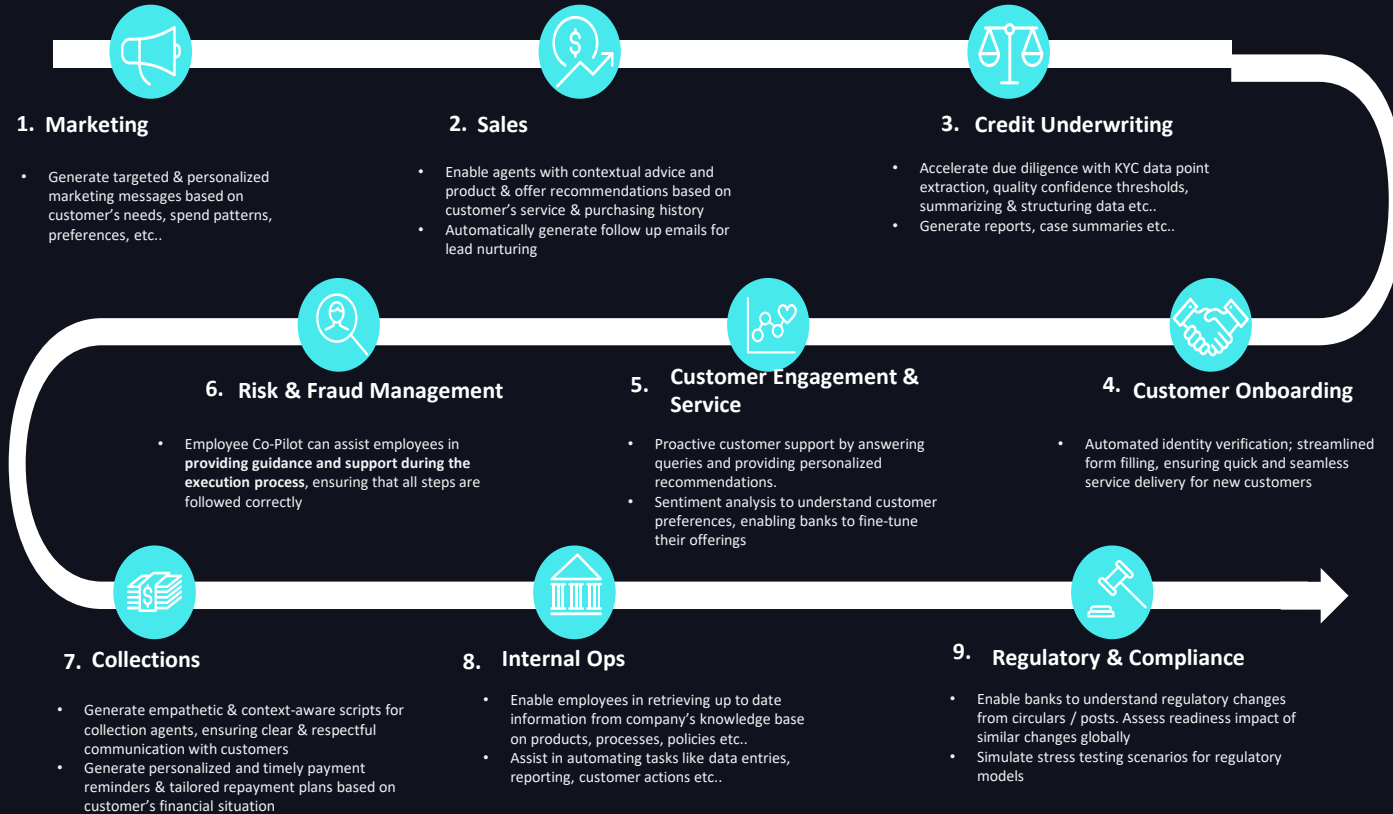 1. Marketing
• Generate targeted & personalized
marketing messages based on
customer's needs, spend patterns,
preferences, etc..
2. Sales
• Enable agents with contextual advice and
product & offer recommendations based on
customer's service & purchasing history
• Automatically generate follow up emails for
lead nurturing
3. Credit Underwriting
• Accelerate due diligence with KYC data point
extraction, quality confidence thresholds,
summarizing & structuring data etc..
• Generate reports, case summaries etc..
4. Customer Onboarding
• Automated identity verification; streamlined
form filling, ensuring quick and seamless
service delivery for new customers
5. Customer Engagement &
Service
• Proactive customer support by answering
queries and providing personalized
recommendations.
• Sentiment analysis to understand customer
preferences, enabling banks to fine-tune
their offerings
6. Risk & Fraud Management
• Employee Co-Pilot can assist employees in
providing guidance and support during the
execution process, ensuring that all steps are
followed correctly
7. Collections
• Generate empathetic & context-aware scripts for
collection agents, ensuring clear & respectful
communication with customers
• Generate personalized and timely payment
reminders & tailored repayment plans based on
customer's financial situation
8. Internal Ops
• Enable employees in retrieving up to date
information from company's knowledge base
on products, processes, policies etc..
• Assist in automating tasks like data entries,
reporting, customer actions etc..
9. Regulatory & Compliance
• Enable banks to understand regulatory changes
from circulars / posts. Assess readiness impact of
similar changes globally
• Simulate stress testing scenarios for regulatory
models